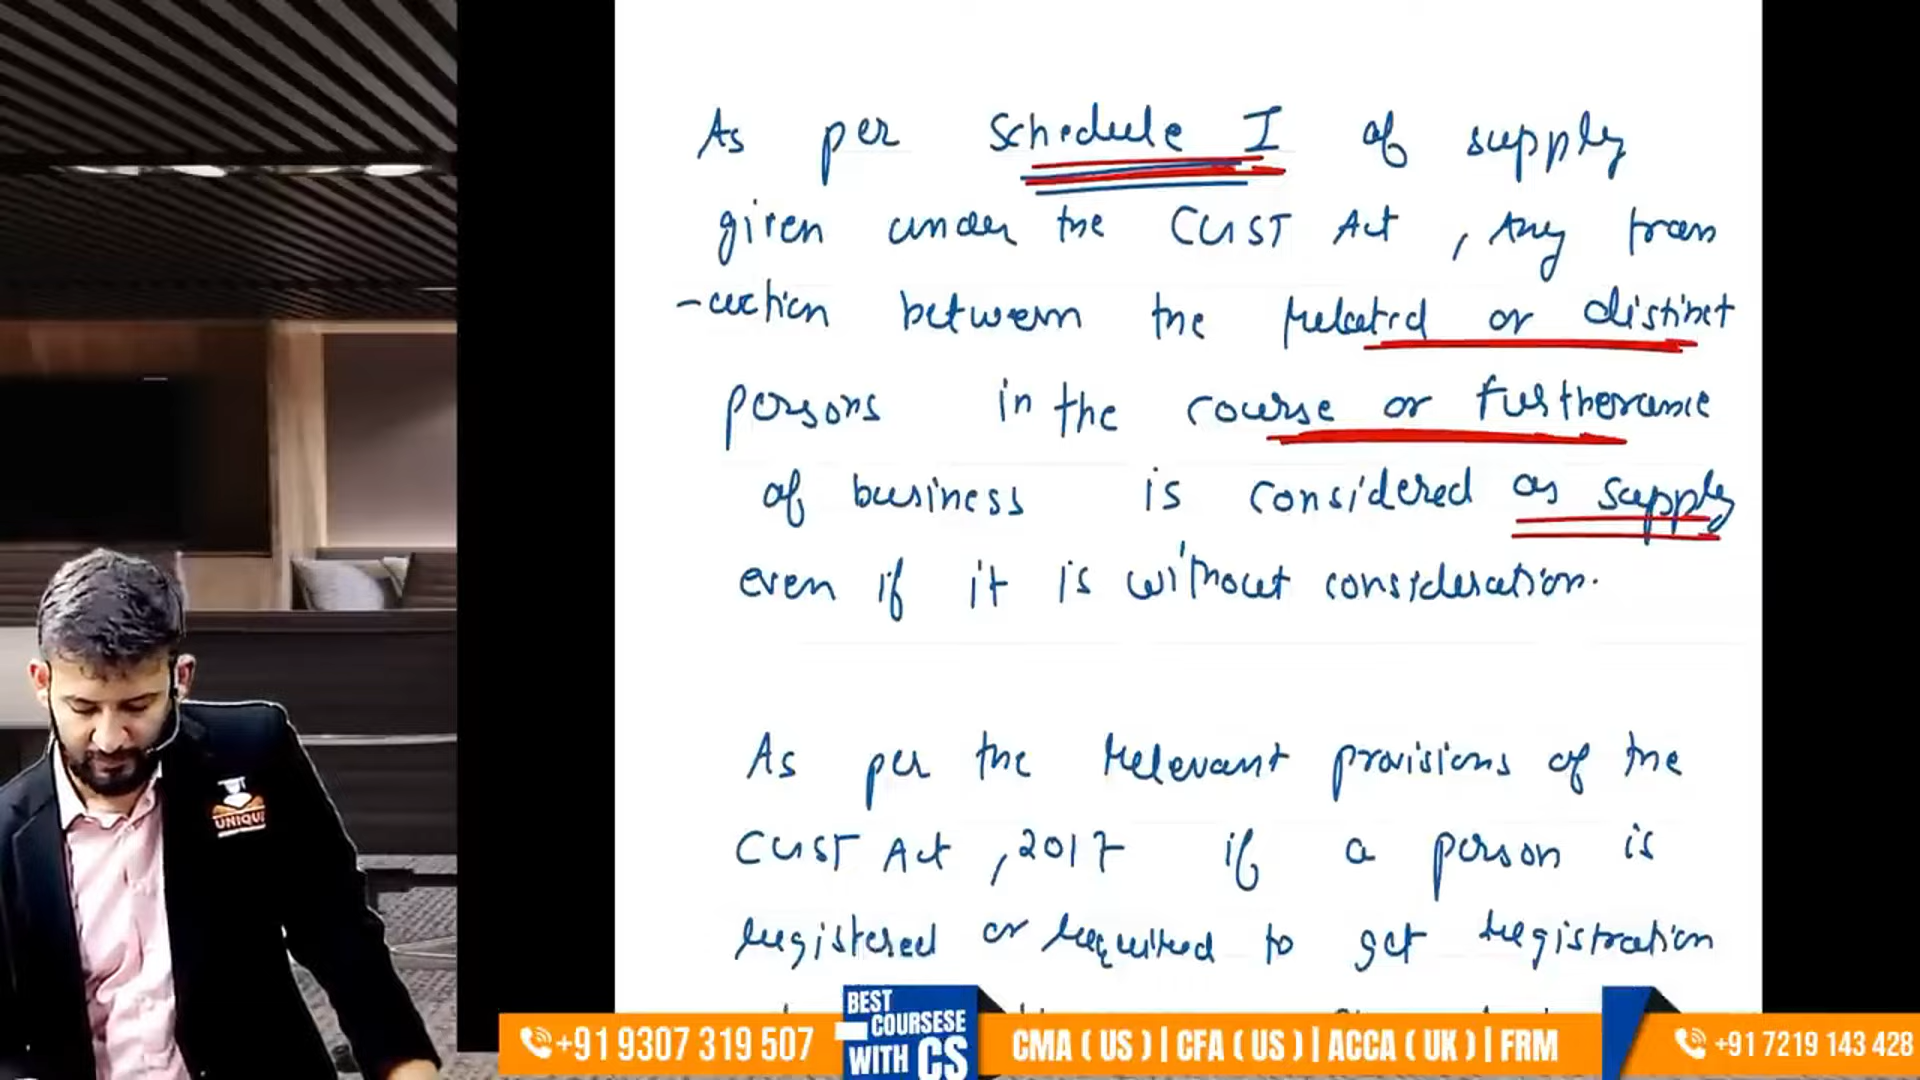 As per Schedule I of supply
given under the CGST Act, Any tran
-action between the related or distinct
persons in the course or furtherance
of business is considered as supply
even if it is without consideration.
As per the relevant provisions of the
CGST Act, 2017 if a person is
registered or required to get registration
UNIQUE
+91 9307 319 507
BEST
COURSESE
WITH CS
CMA ( US ) | CFA ( US ) | ACCA ( UK ) | FRM
+91 7219 143 428